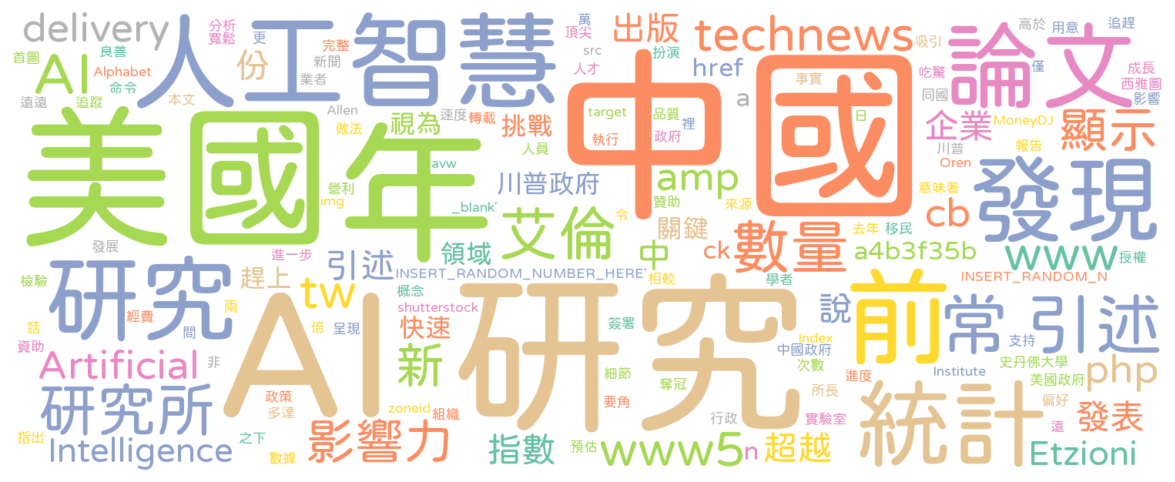 delivery
人工智慧
出版
technews
論文
高於
用意
追趕
萬
頂尖
分析
寬鬆
更
完整
新聞
業者
首圖
良善
AI
Alphabet
命令
份
src
人才
扮演
href
事實
吸引
吃驚
僅
成長
西雅圖
影響
同國
遠遠
追蹤
本文
Allen
速度
轉載
做法
視為
挑戰
target
執行
品質
裡
政府
a
日
企業
MoneyDJ
顯示
美國年
中國
人員
川普
報告
Oren
avw
營利
img
_blank'
川普政府
amp
贊助
來源
意味著
cb
發現
艾倫
令
關鍵
去年
移民
發展
進一步
領域
中
ck
數量
a4b3f35b
www
授權
檢驗
研究
趕上
引述
tw
INSERT_RANDOM_NUMBER_HERE'
相較
學者
INSERT_RANDOM_N
概念
AI研究
前
常
引述
說
兩
話
經費
間
倍
呈現
shutterstock
快速
簽署
Index
中國政府
支持
資助
非
Artificial
新
次數
Institute
史丹佛大學
美國政府
php
細節
奪冠
所長
進度
偏好
研究所
政策
多達
zoneid
組織
要角
行政
實驗室
統計
遠
發表
指出
Intelligence
之下
數據
影響力
指數
預估
www5n
超越
Etzioni